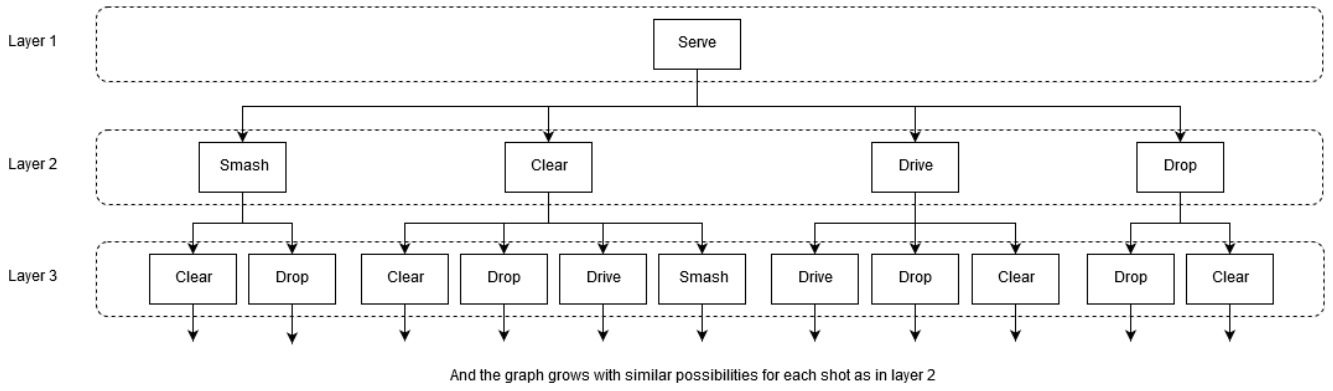 Layer 1
Serve
Layer 2
Smash
Clear
Drive
Drop
Layer 3
Clear
Drop
Clear
Drop
Drive
Smash
Drive
Drop
Clear
Drop
Clear
And the graph grows with similar possibilities for each shot as in layer 2